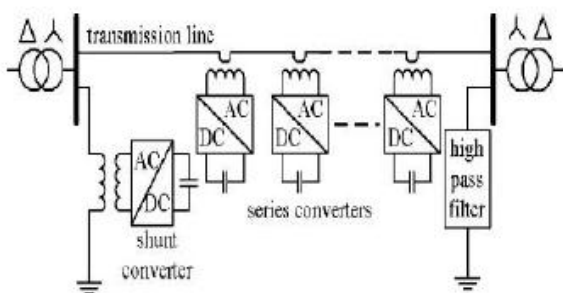 transmission line
AC
DC
AC
DC
AC
DC
AC
DC
series converters
shunt
converter
high
pass
filter